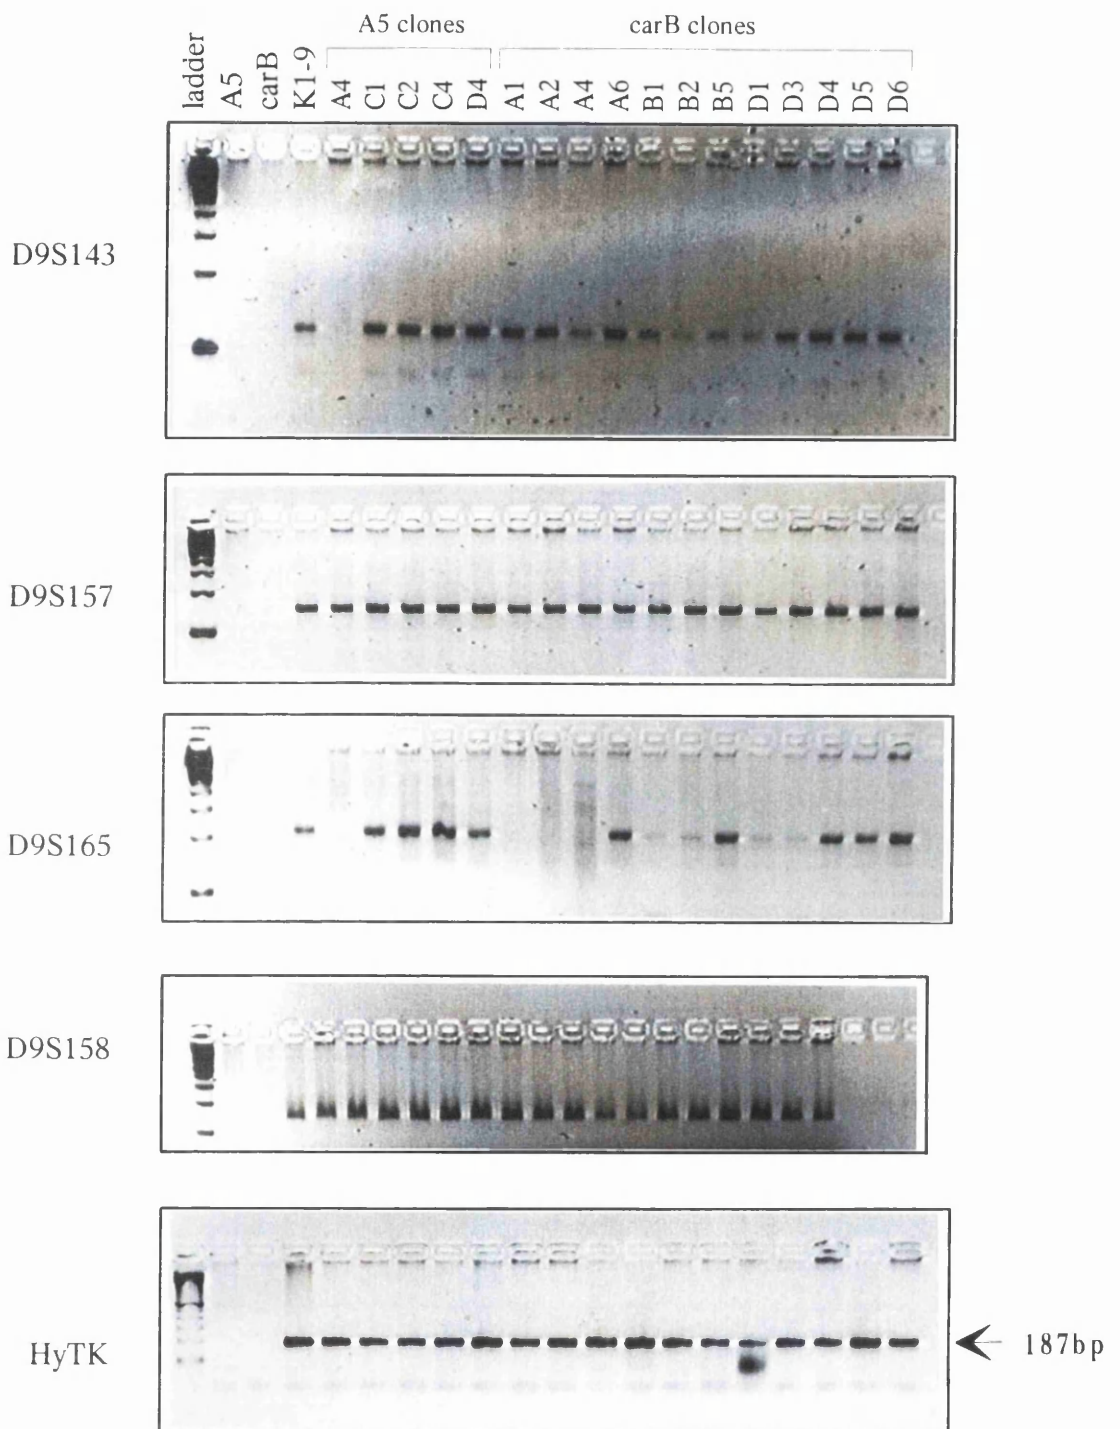 A5 clones
carB clones
ladder
A5
carB
K1-9
A4
C1
C2
C4
D4
A1
A2
A4
A6
B1
B2
B5
D1
D3
D4
D5
D6
D9S143
D9S157
D9S165
D9S158
HyTK
187bp